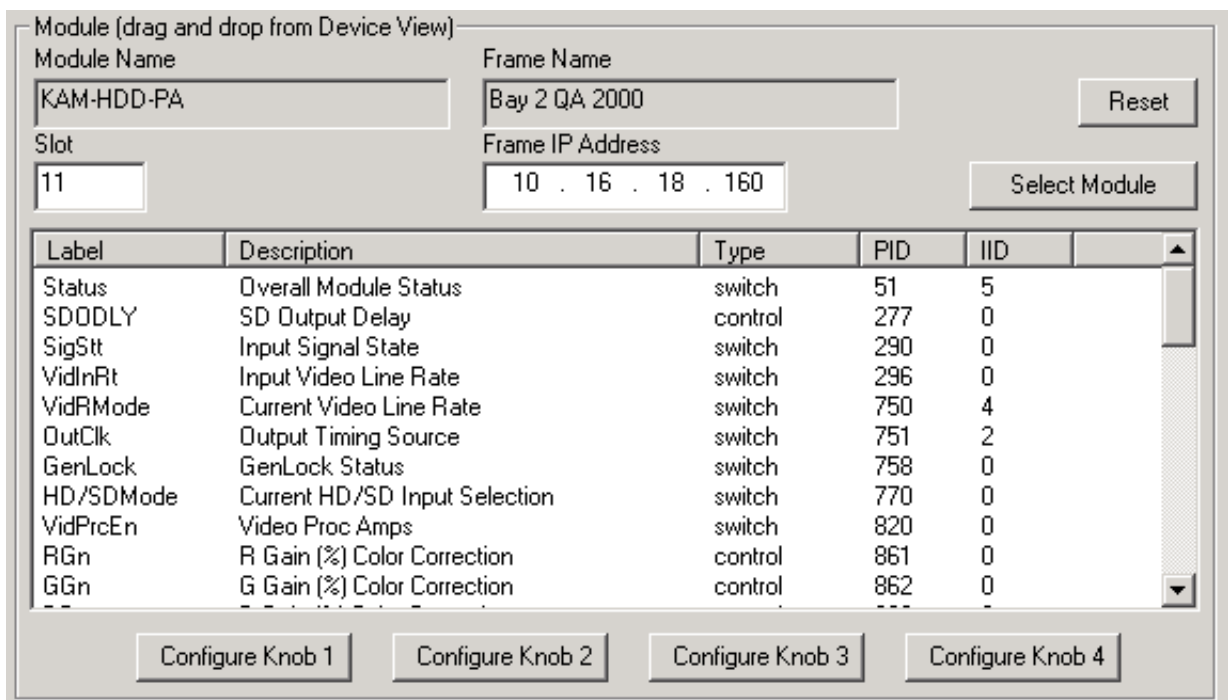 Module (drag and drop from Device View)
Module Name Frame Name
KAM-HDD-PA Bay 2 QA 2000 Reset
Slot Frame IP Address
11 10 . 16 . 18 . 160 Select Module
Label Description Type PID IID
Status Overall Module Status switch 51 5
SDODLY SD Output Delay control 277 0
SigStt Input Signal State switch 290 0
VidInRt Input Video Line Rate switch 296 0
VidRMode Current Video Line Rate switch 750 4
OutClk Output Timing Source switch 751 2
GenLock GenLock Status switch 758 0
HD/SDMode Current HD/SD Input Selection switch 770 0
VidPrcEn Video Proc Amps switch 820 0
RGn R Gain (%) Color Correction control 861 0
GGn G Gain (%) Color Correction control 862 0
Configure Knob 1 Configure Knob 2 Configure Knob 3 Configure Knob 4